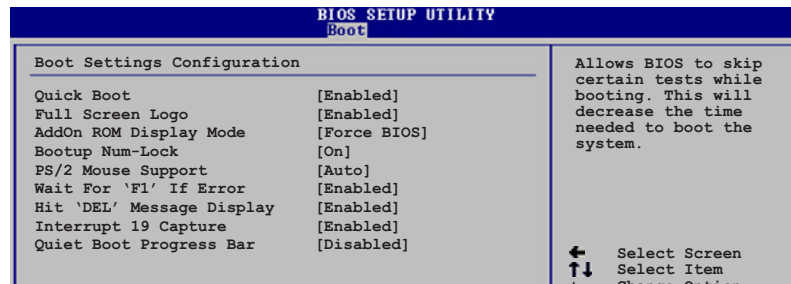 BIOS SETUP UTILITY
Boot
Boot Settings Configuration
Quick Boot [Enabled]
Full Screen Logo [Enabled]
AddOn ROM Display Mode [Force BIOS]
Bootup Num-Lock [On]
PS/2 Mouse Support [Auto]
Wait For ‘F1’ If Error [Enabled]
Hit ‘DEL’ Message Display [Enabled]
Interrupt 19 Capture [Enabled]
Quiet Boot Progress Bar [Disabled]
Allows BIOS to skip
certain tests while
booting. This will
decrease the time
needed to boot the
system.
← Select Screen
↑↓ Select Item